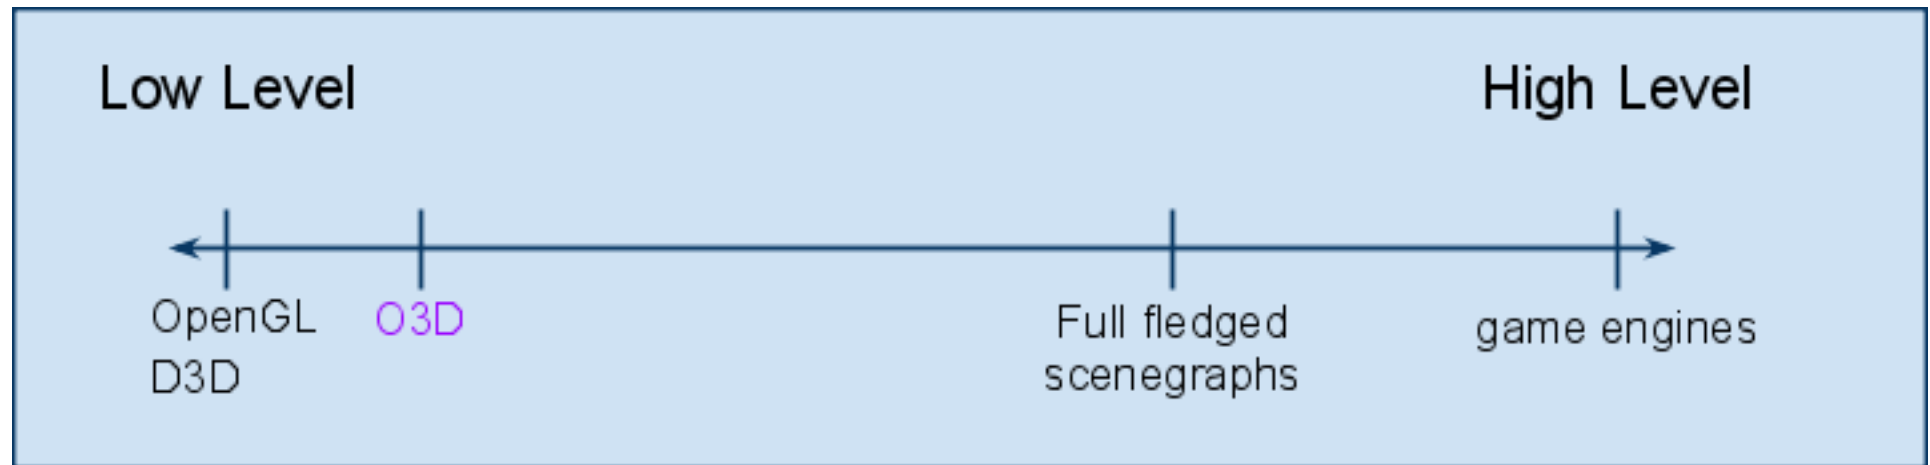 Low Level
High Level
OpenGL
D3D
O3D
Full fledged
scenegraphs
game engines